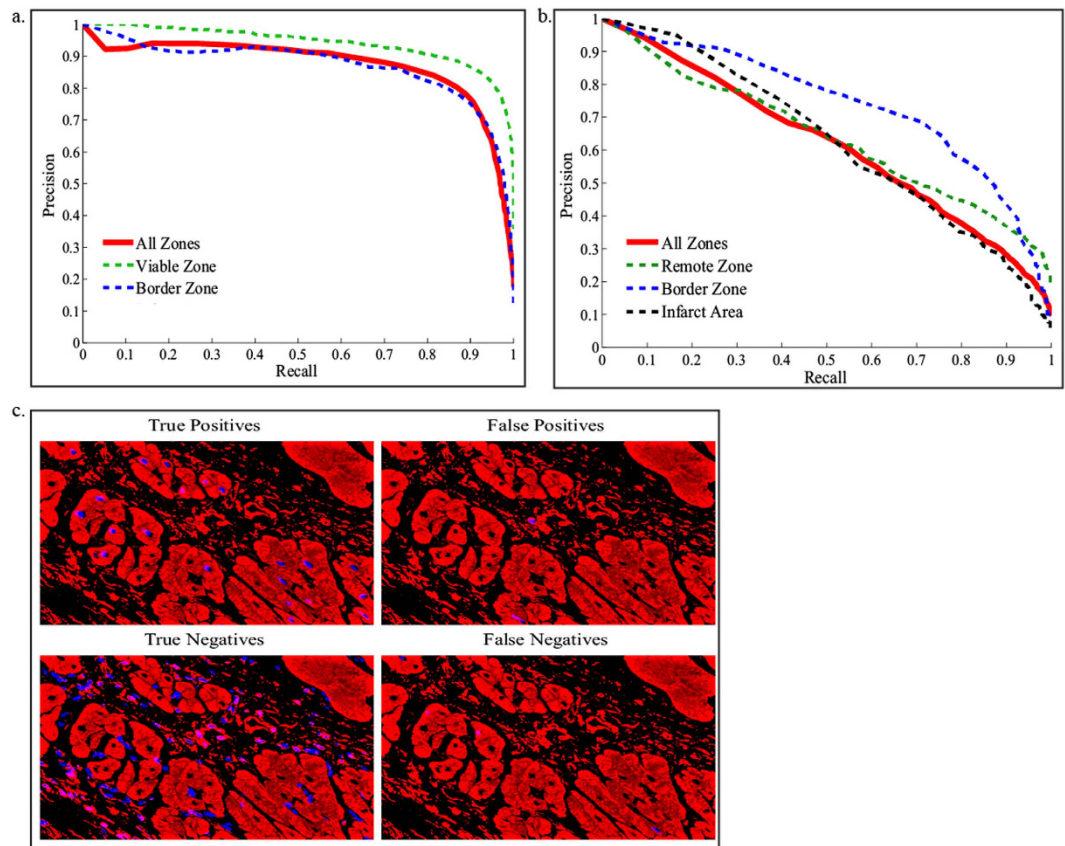 a.
1
0.9
0.8
0.7
0.6
0.5
0.4
0.3
0.2
0.1
0
Precision
All Zones
Viable Zone
Border Zone
0 0.1 0.2 0.3 0.4 0.5 0.6 0.7 0.8 0.9 1
Recall
b.
1
0.9
0.8
0.7
0.6
0.5
0.4
0.3
0.2
0.1
0
Precision
All Zones
Remote Zone
Border Zone
Infarct Area
0 0.1 0.2 0.3 0.4 0.5 0.6 0.7 0.8 0.9 1
Recall
c.
True Positives
False Positives
True Negatives
False Negatives